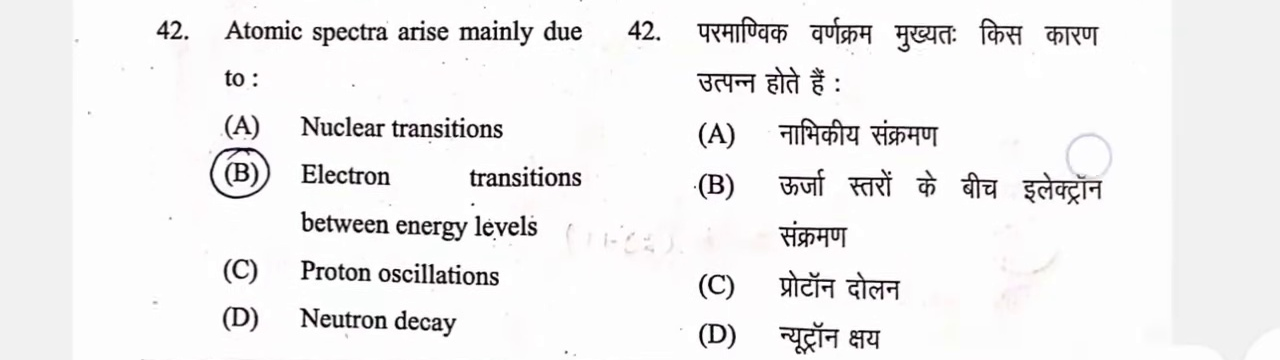 42. Atomic spectra arise mainly due
to :
(A) Nuclear transitions
(B) Electron transitions
between energy levels
(C) Proton oscillations
(D) Neutron decay
42. परमाण्विक वर्णक्रम मुख्यतः किस कारण
उत्पन्न होते हैं :
(A) नाभिकीय संक्रमण
(B) ऊर्जा स्तरों के बीच इलेक्ट्रॉन
संक्रमण
(C) प्रोटॉन दोलन
(D) न्यूट्रॉन क्षय